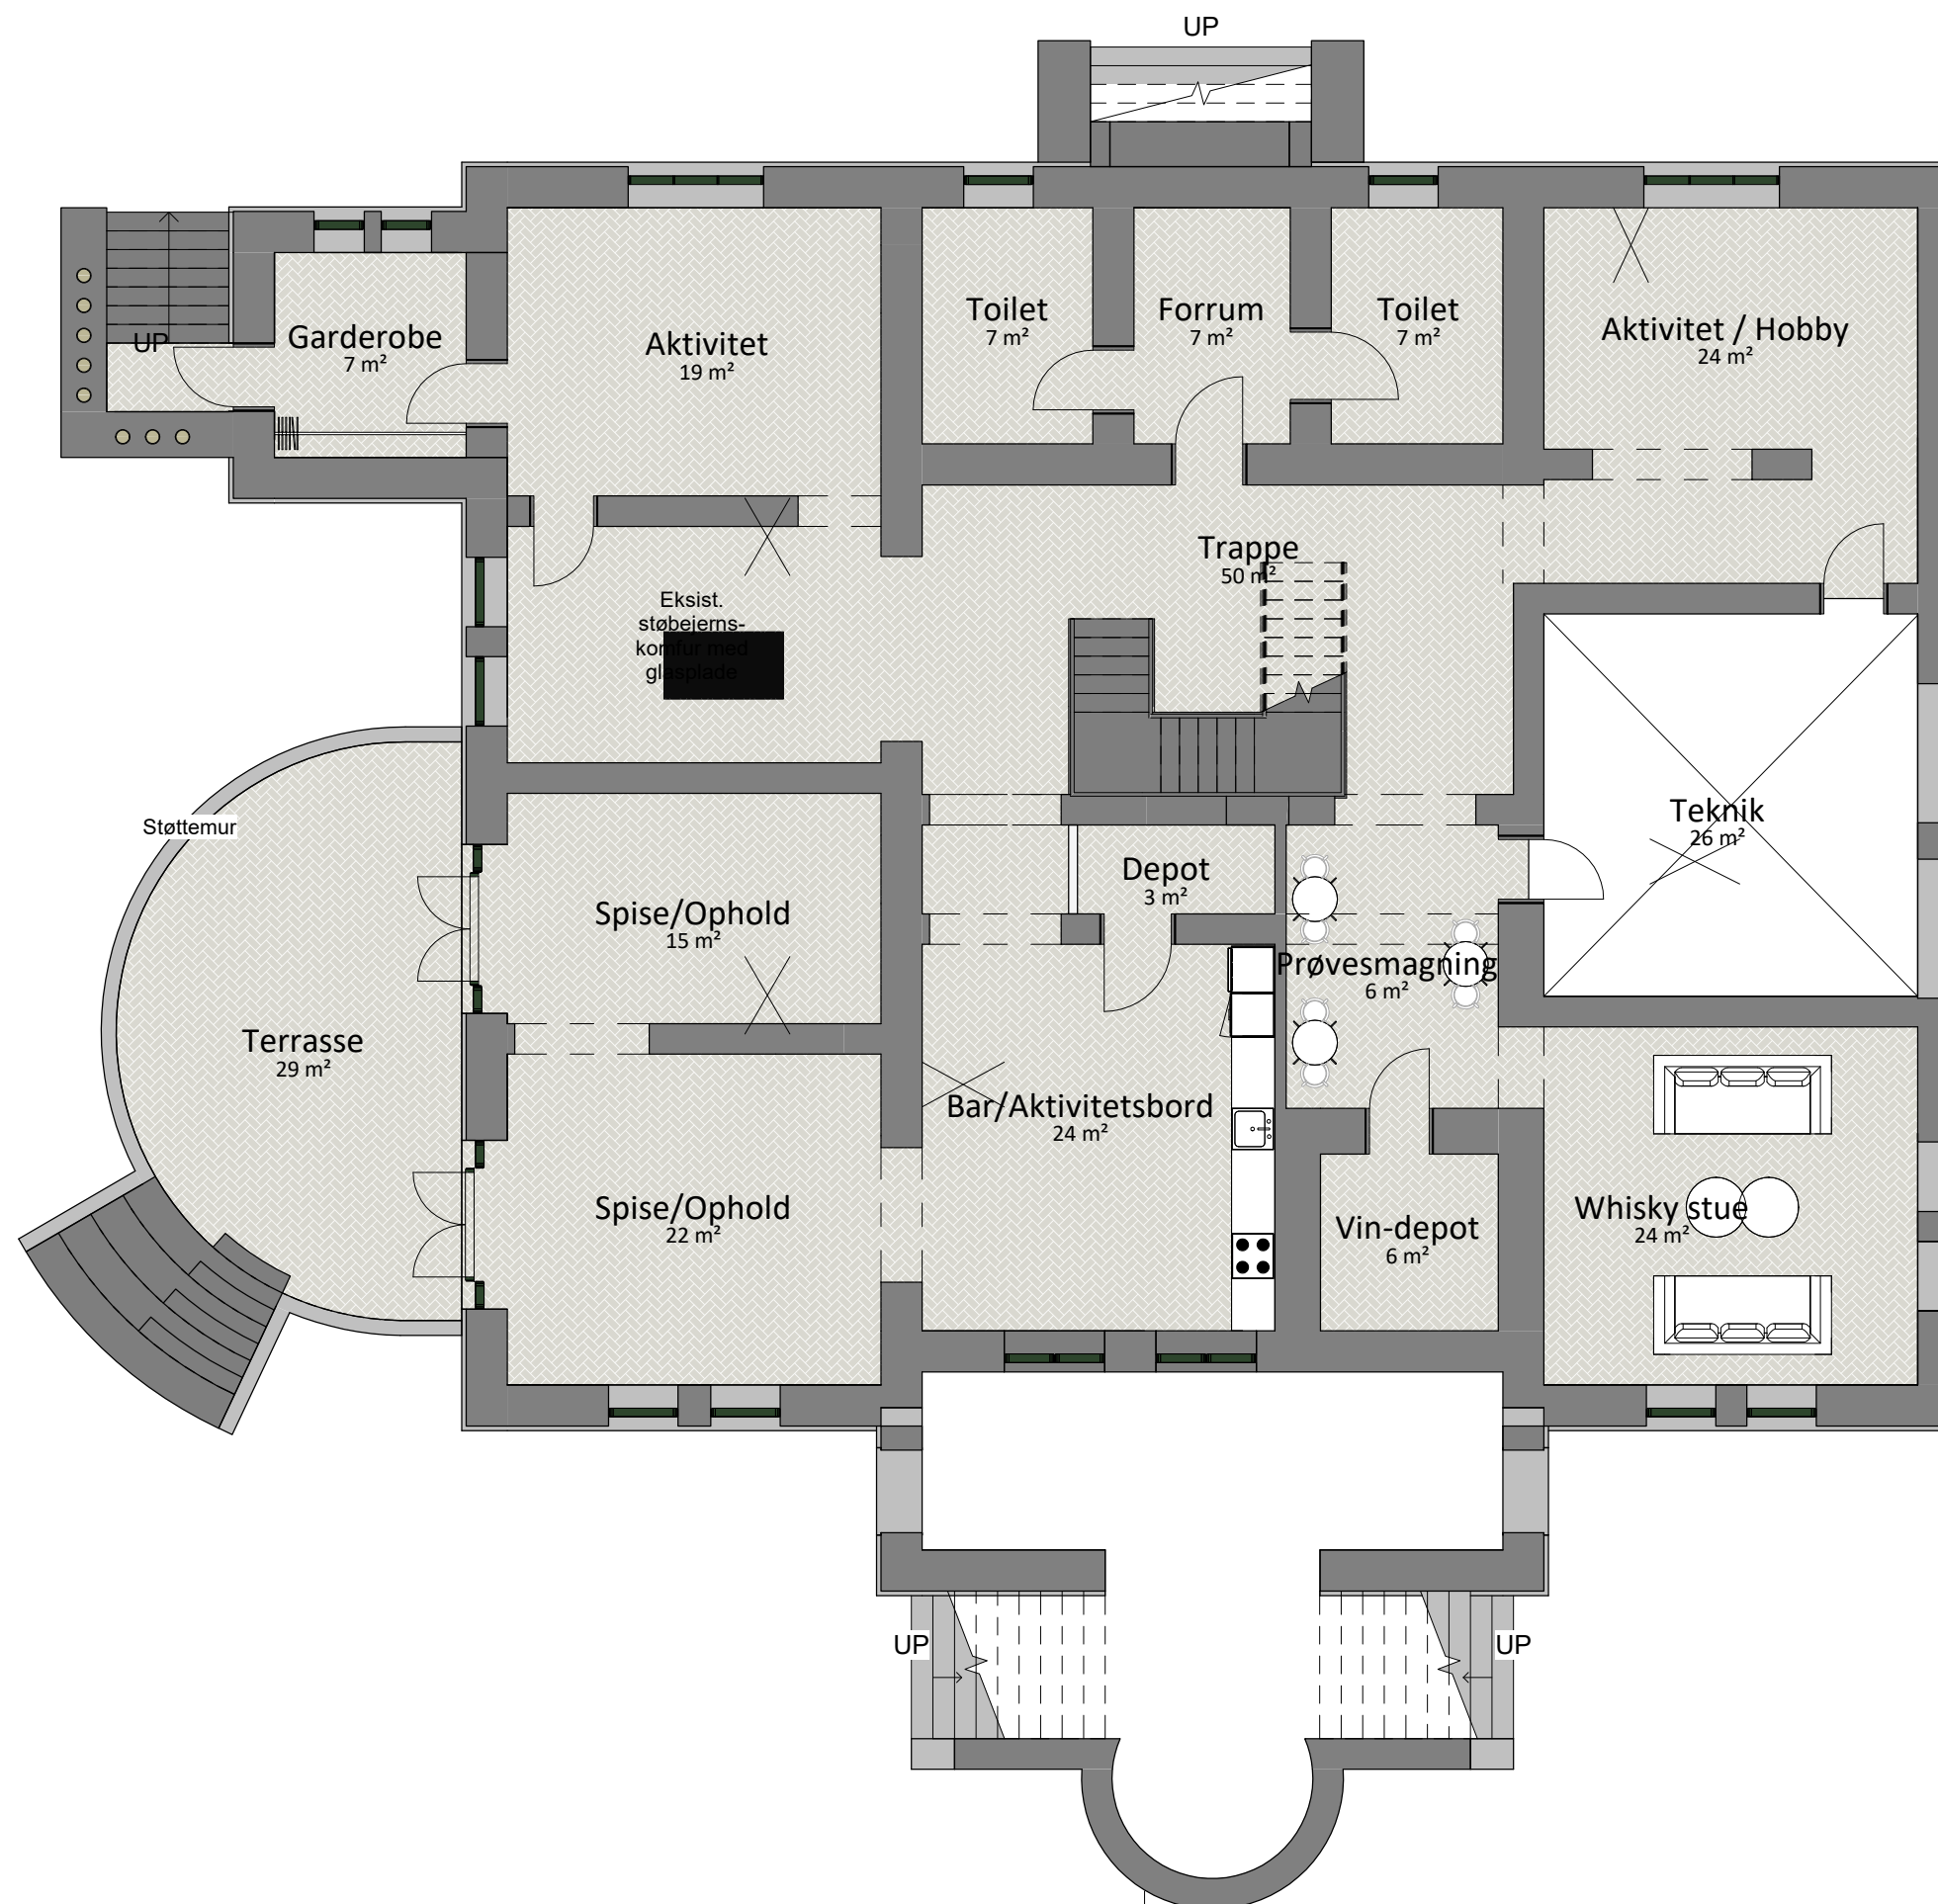 UP
UP
Garderobe
7 m²
Aktivitet
19 m²
Toilet
7 m²
Forrum
7 m²
Toilet
7 m²
Aktivitet / Hobby
24 m²
Trappe
50 m²
Eksist.
støbejerns-
komfur med
glasplade
Støttemur
Teknik
26 m²
Depot
3 m²
Spise/Ophold
15 m²
Prøvesmagning
6 m²
Terrasse
29 m²
Bar/Aktivitetsbord
24 m²
Spise/Ophold
22 m²
Vin-depot
6 m²
Whisky stue
24 m²
UP
UP